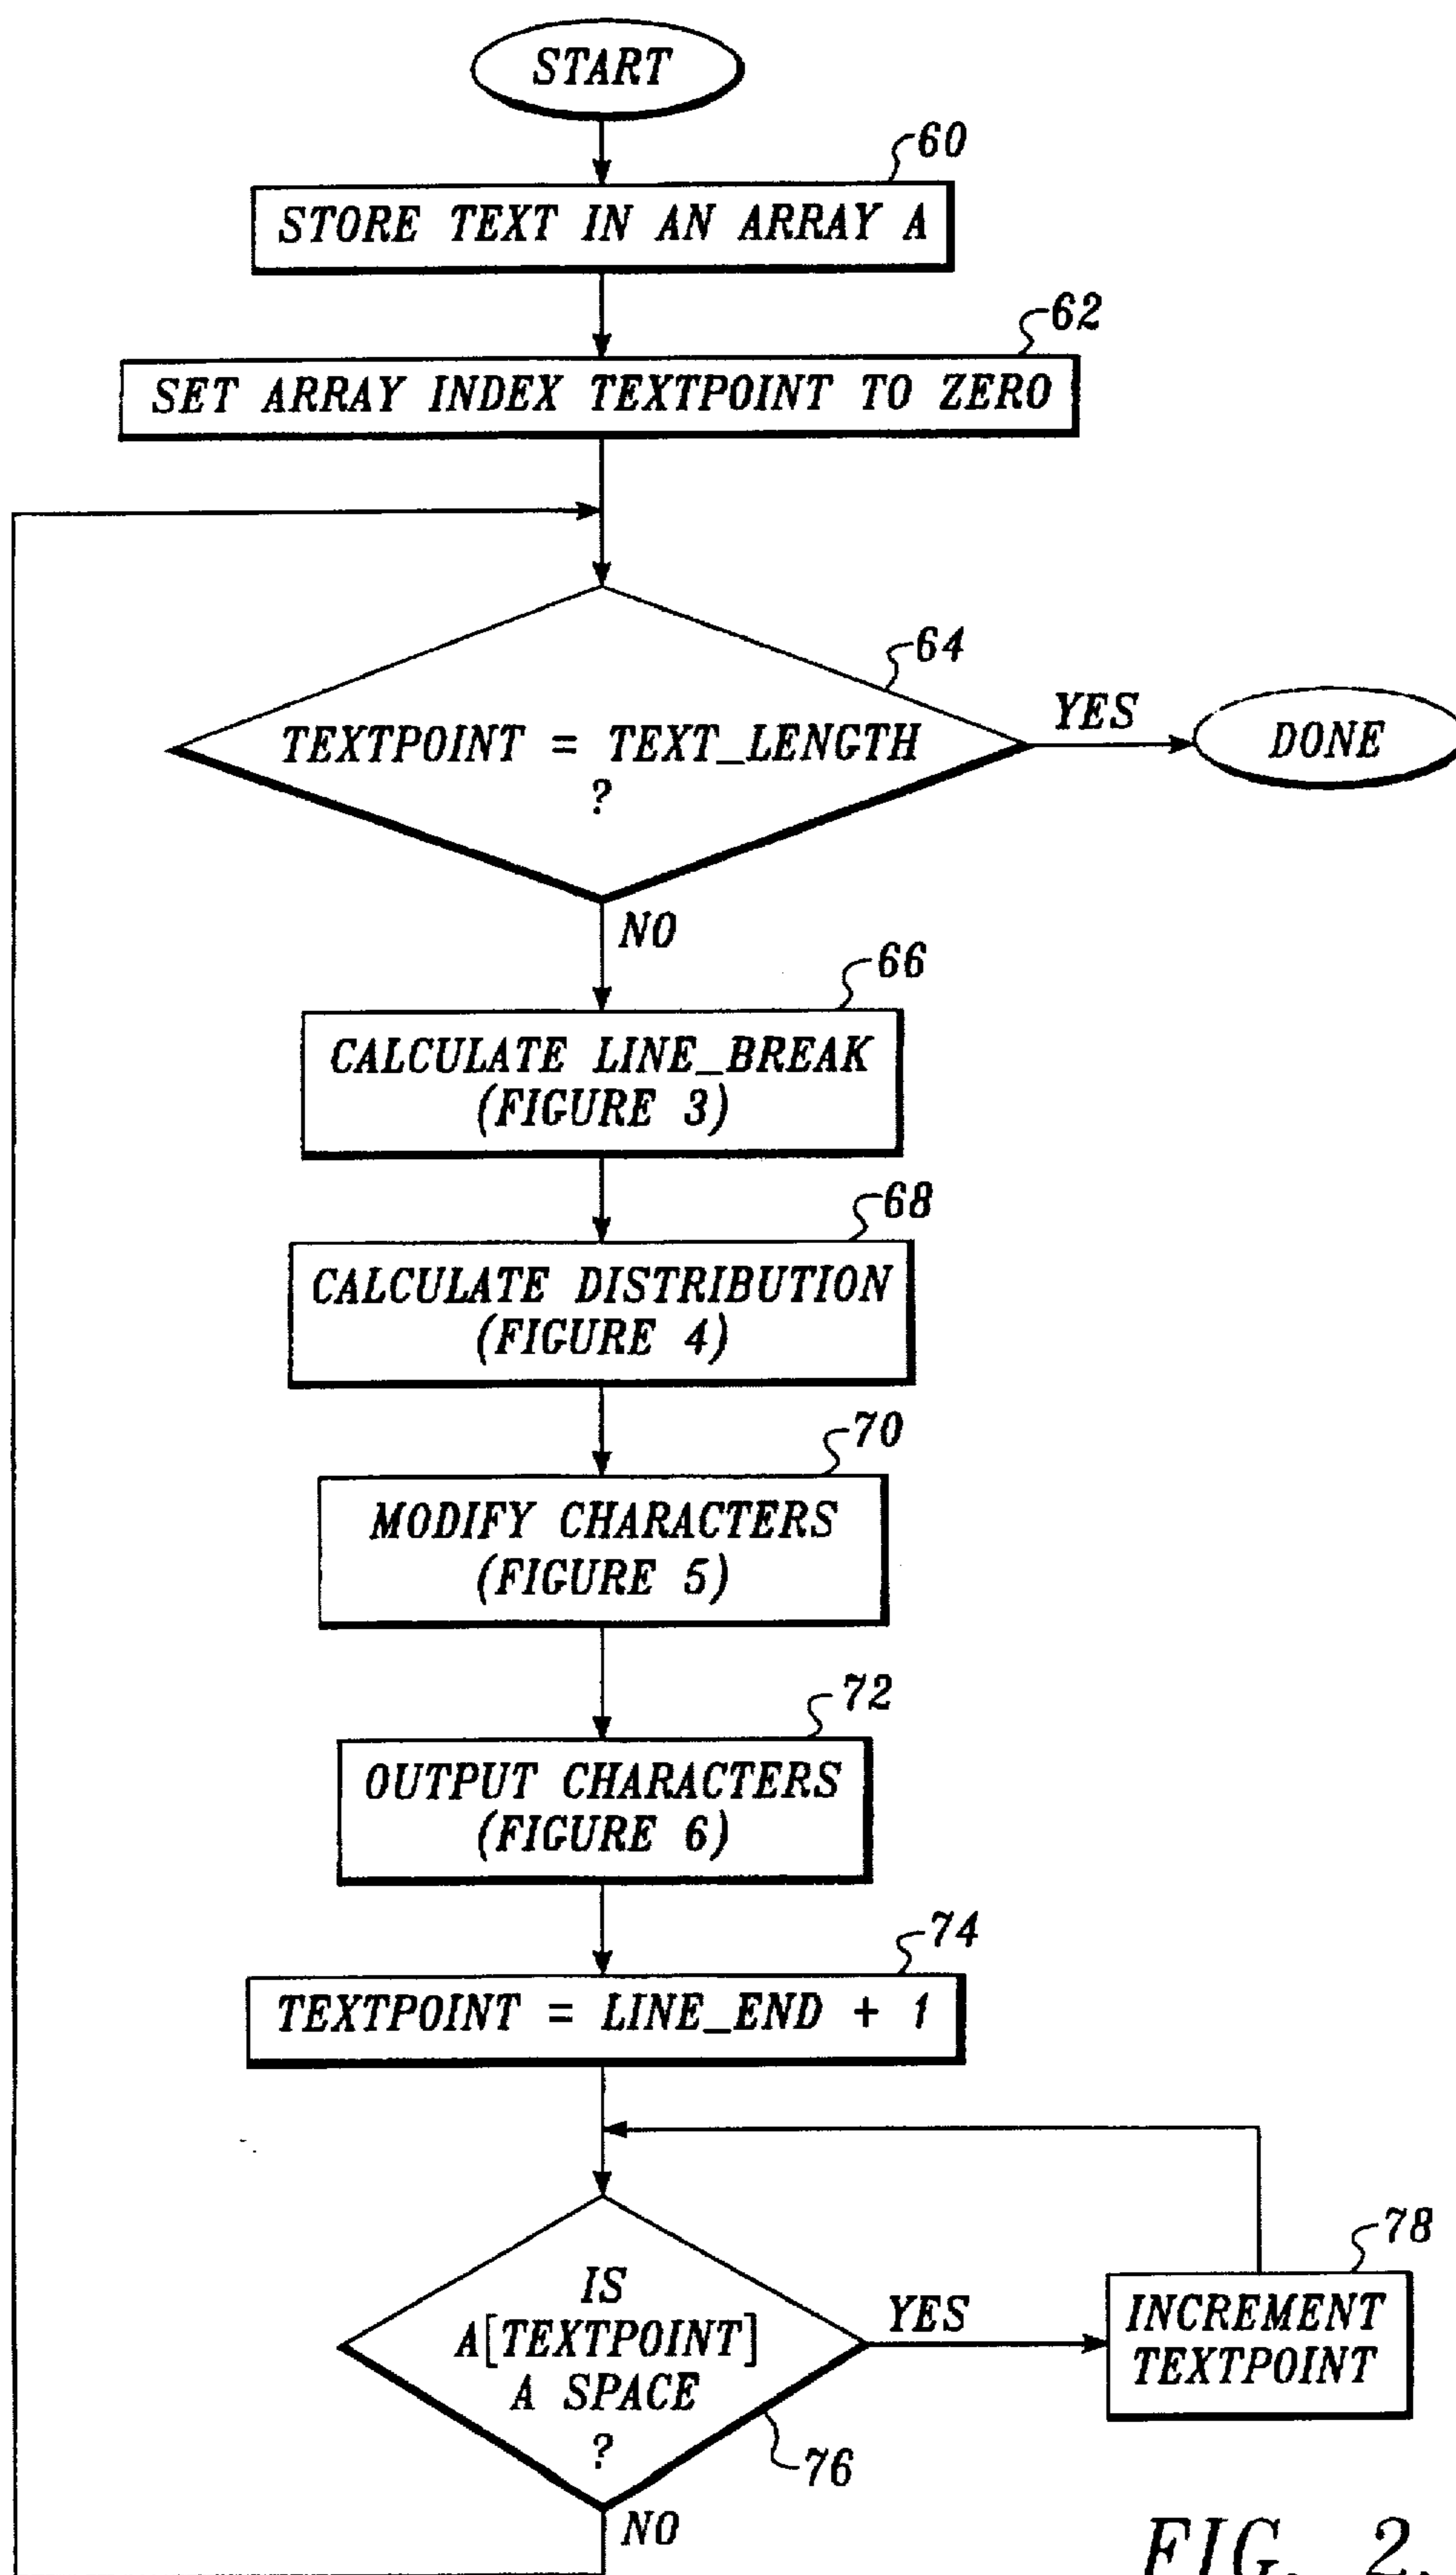 START
60
STORE TEXT IN AN ARRAY A
62
SET ARRAY INDEX TEXTPOINT TO ZERO
64
TEXTPOINT = TEXT_LENGTH
?
YES
DONE
NO
66
CALCULATE LINE_BREAK
(FIGURE 3)
68
CALCULATE DISTRIBUTION
(FIGURE 4)
70
MODIFY CHARACTERS
(FIGURE 5)
72
OUTPUT CHARACTERS
(FIGURE 6)
74
TEXTPOINT = LINE_END + 1
IS
A[TEXTPOINT]
A SPACE
?
YES
78
INCREMENT
TEXTPOINT
76
NO
FIG. 2.